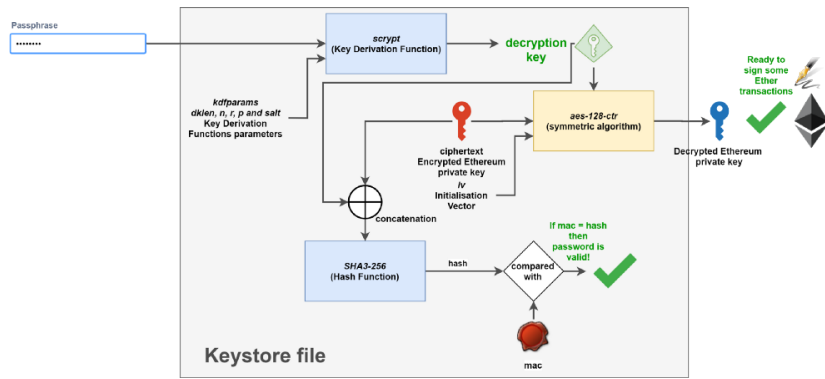 Passphrase
••••••••
scrypt
(Key Derivation Function)
decryption
key
kdfparams
dklen, n, r, p and salt
Key Derivation
Functions parameters
aes-128-ctr
(symmetric algorithm)
Ready to
sign some
Ether
transactions
Decrypted Ethereum
private key
ciphertext
Encrypted Ethereum
private key
iv
Initialisation
Vector
concatenation
SHA3-256
(Hash Function)
hash
compared
with
If mac = hash
then
password is
valid!
mac
Keystore file